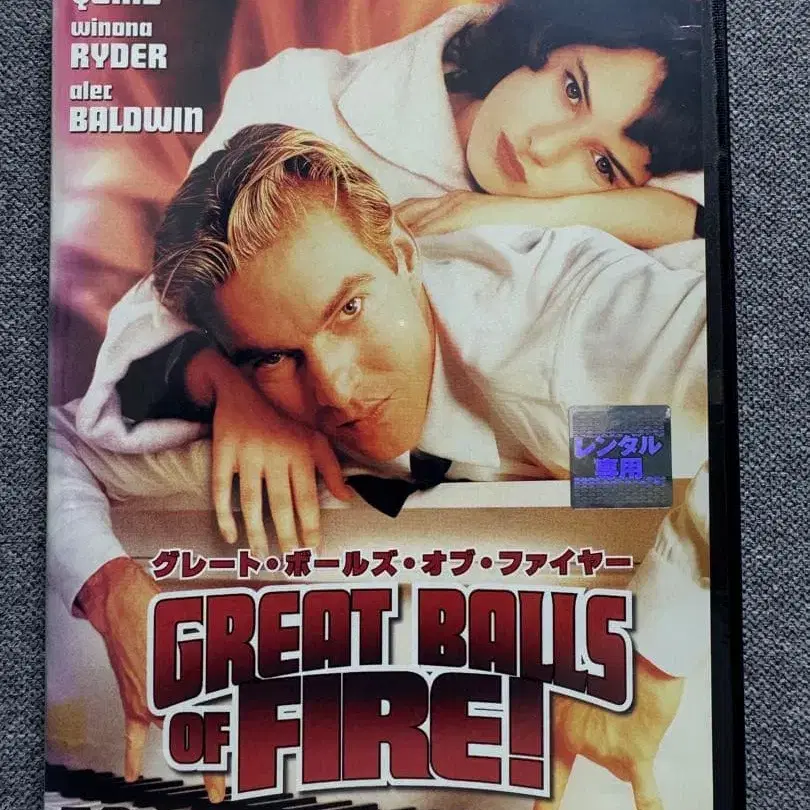 winona
RYDER
alec
BALDWIN
レンタル
専用
グレート・ボールズ・オブ・ファイヤー
GREAT BALLS
OF FIRE!